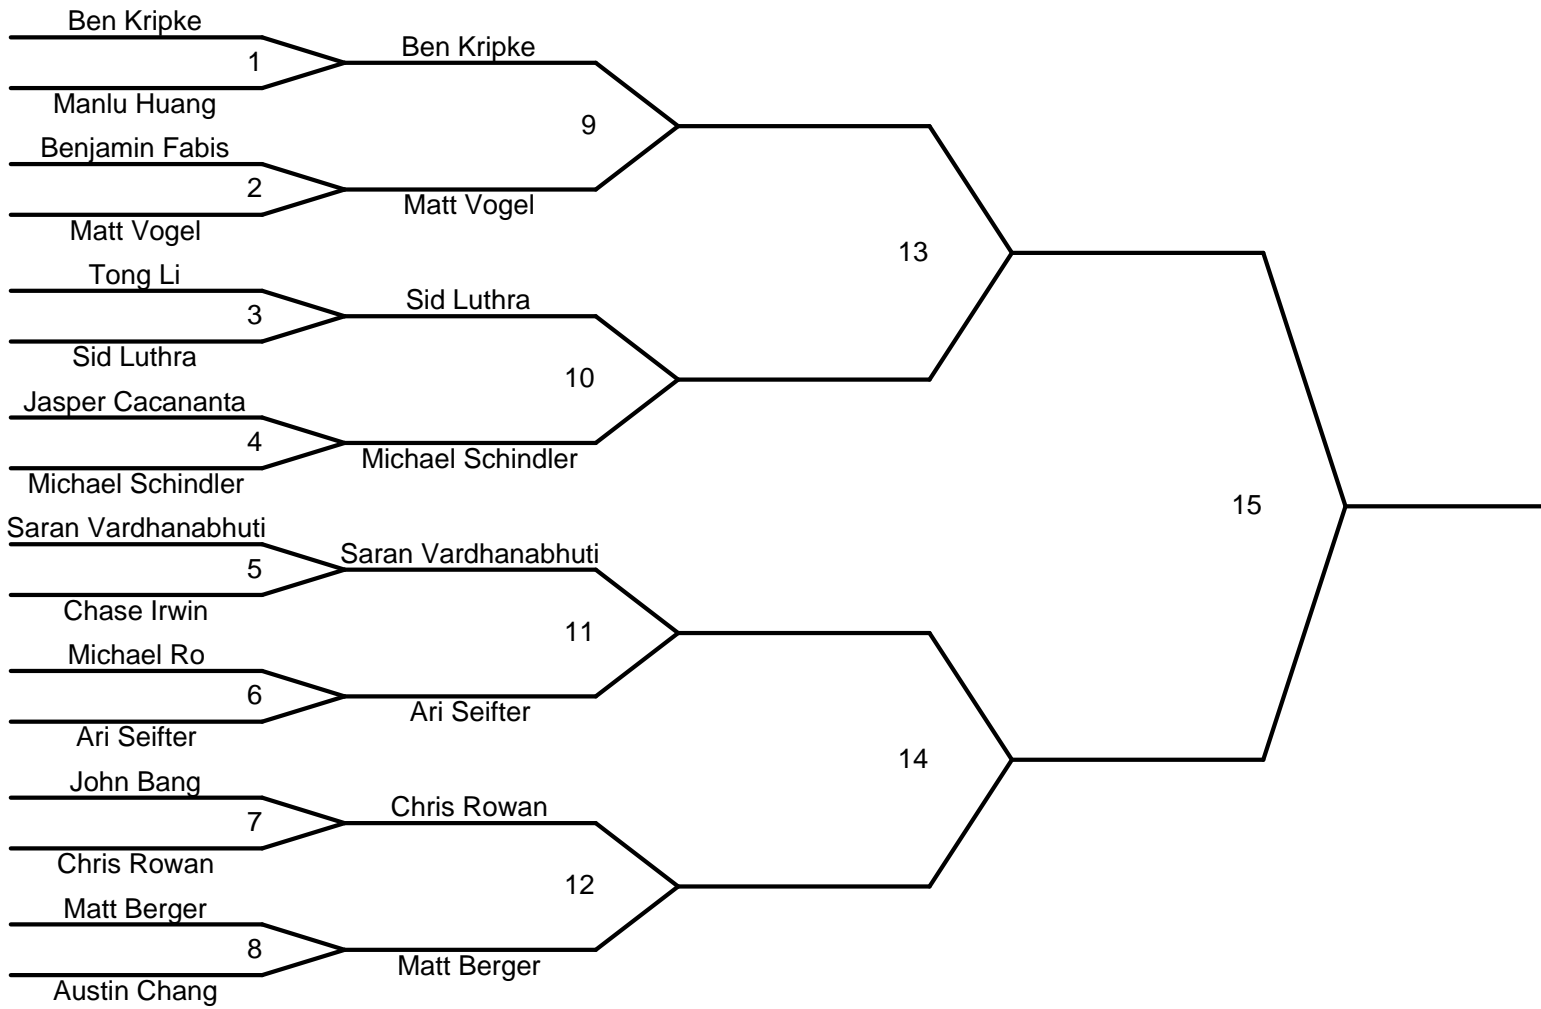 Ben Kripke
1
Manlu Huang
Benjamin Fabis
2
Matt Vogel
Tong Li
3
Sid Luthra
Jasper Cacananta
4
Michael Schindler
Saran Vardhanabhuti
5
Chase Irwin
Michael Ro
6
Ari Seifter
John Bang
7
Chris Rowan
Matt Berger
8
Austin Chang
Ben Kripke
9
Matt Vogel
Sid Luthra
10
Michael Schindler
Saran Vardhanabhuti
11
Ari Seifter
Chris Rowan
12
Matt Berger
13
14
15